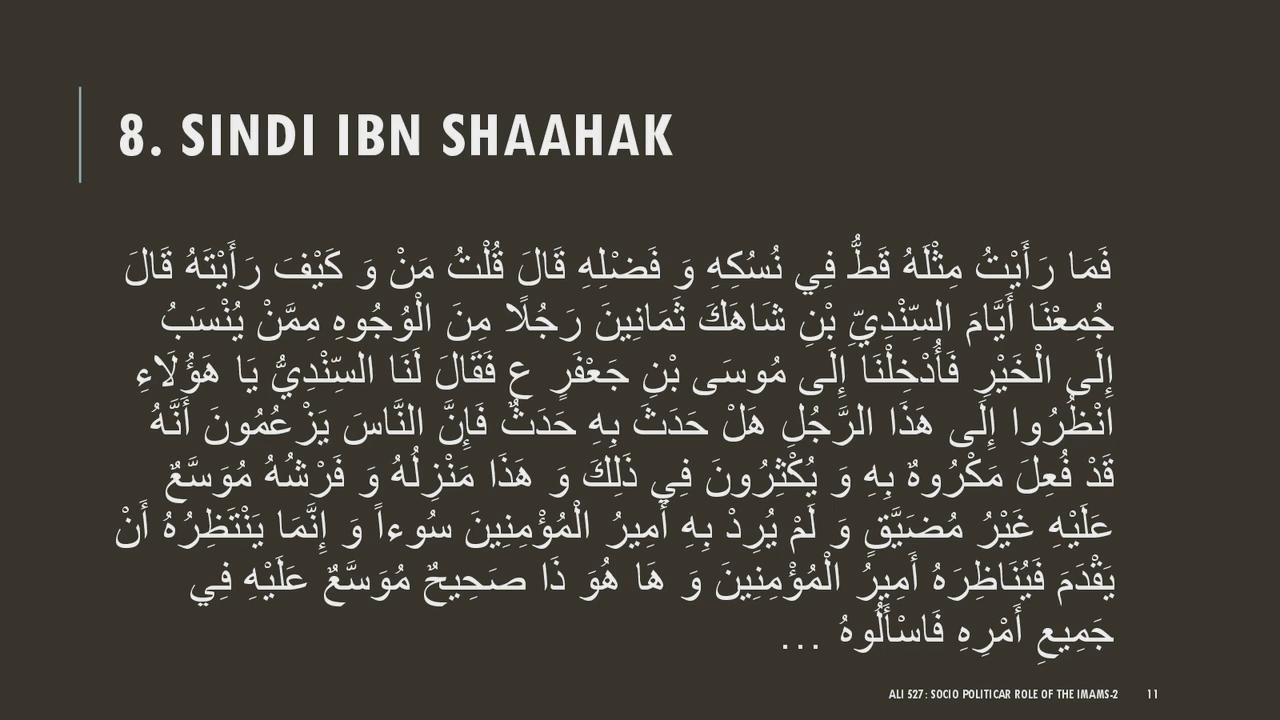 8. SINDI IBN SHAAHAK
فَمَا رَأَيْتُ مِثْلَهُ قَطُّ فِي نُسُكِهِ وَ فَضْلِهِ قَالَ قُلْتُ مَنْ وَ كَيْفَ رَأَيْتَهُ قَالَ
جُمِعْنَا أَيَّامَ السِّنْدِيِّ بْنِ شَاهَكَ ثَمَانِينَ رَجُلًا مِنَ الْوُجُوهِ مِمَّنْ يُنْسَبُ
إِلَى الْخَيْرِ فَأُدْخِلْنَا إِلَى مُوسَى بْنِ جَعْفَرٍ ع فَقَالَ لَنَا السِّنْدِيُّ يَا هَؤُلَاءِ
انْظُرُوا إِلَى هَذَا الرَّجُلِ هَلْ حَدَثَ بِهِ حَدَثٌ فَإِنَّ النَّاسَ يَزْعُمُونَ أَنَّهُ
قَدْ فُعِلَ مَكْرُوهٌ بِهِ وَ يُكْثِرُونَ فِي ذَلِكَ وَ هَذَا مَنْزِلُهُ وَ فَرْشُهُ مُوَسَّعٌ
عَلَيْهِ غَيْرُ مُضَيَّقٍ وَ لَمْ يُرِدْ بِهِ أَمِيرُ الْمُؤْمِنِينَ سُوءاً وَ إِنَّمَا يَنْتَظِرُهُ أَنْ
يَقْدَمَ فَيُنَاظِرَهُ أَمِيرُ الْمُؤْمِنِينَ وَ هَا هُوَ ذَا صَحِيحٌ مُوَسَّعٌ عَلَيْهِ فِي
جَمِيعِ أَمْرِهِ فَاسْأَلُوهُ ...
ALI 527: SOCIO POLITICAR ROLE OF THE IMAMS-2 11